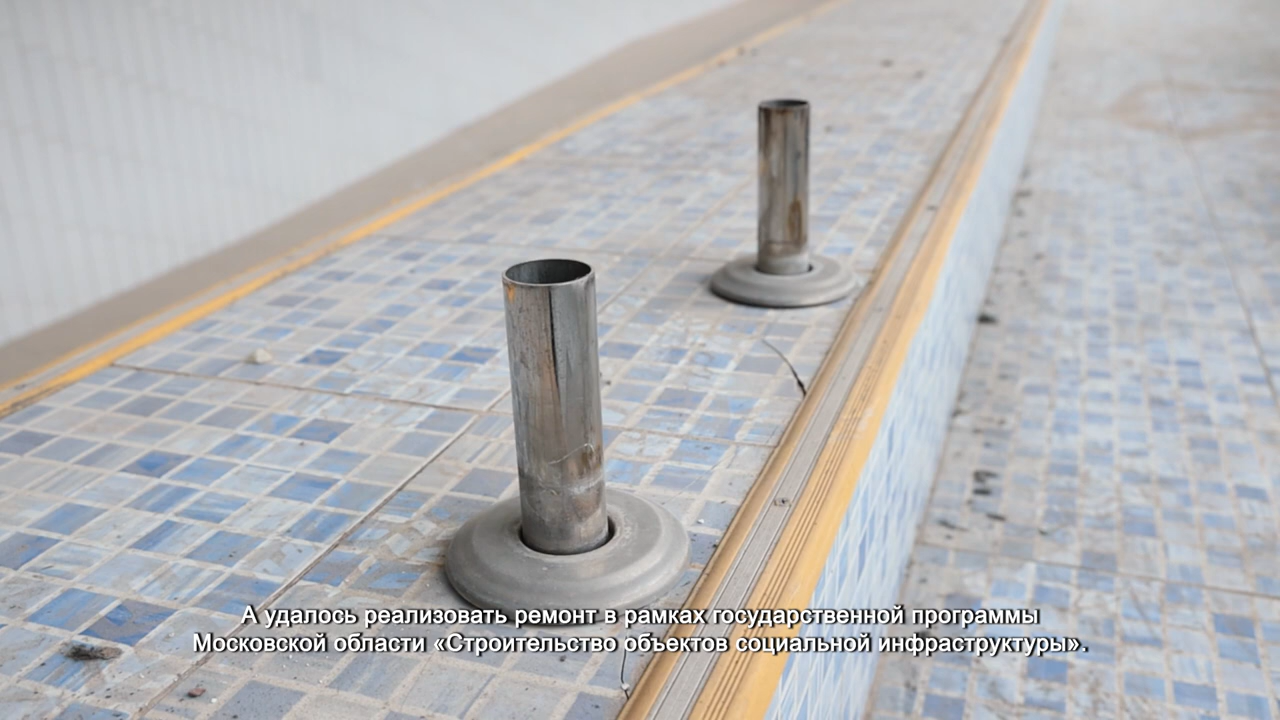 А удалось реализовать ремонт в рамках государственной программы
Московской области «Строительство объектов социальной инфраструктуры».